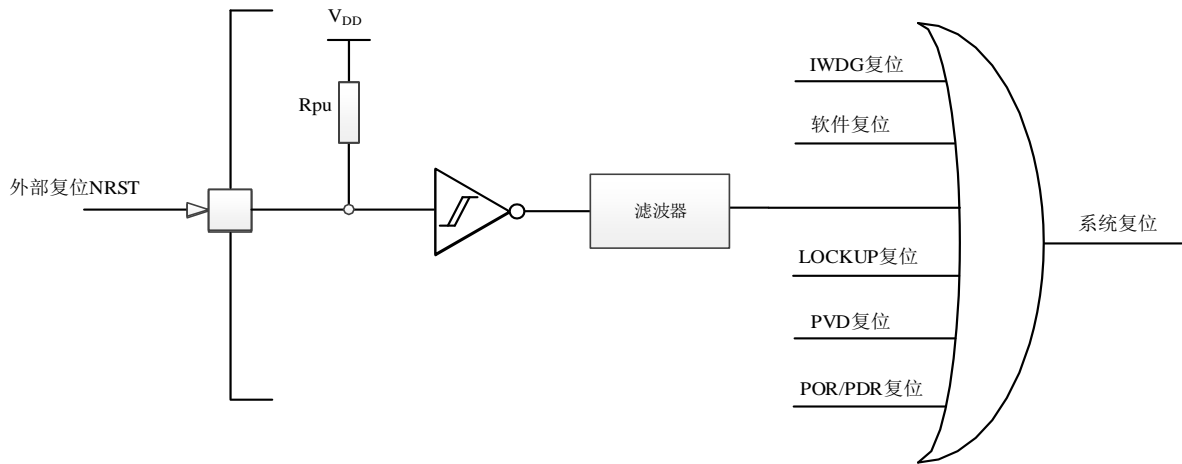 V_DD
Rpu
外部复位NRST
滤波器
IWDG复位
软件复位
LOCKUP复位
PVD复位
POR/PDR复位
系统复位